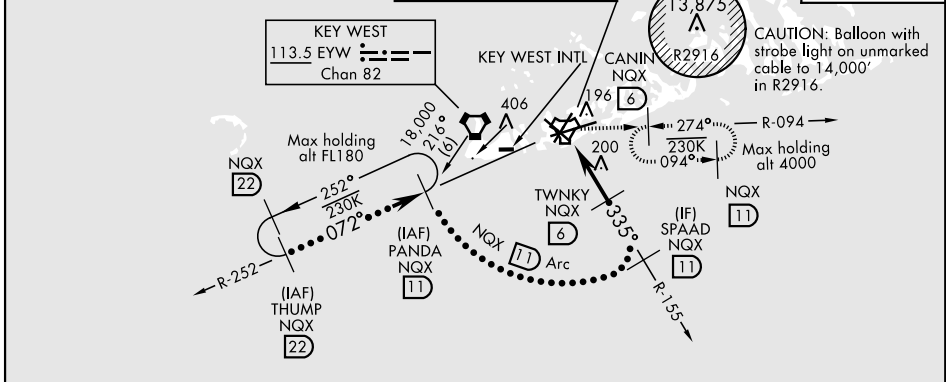 KEY WEST
113.5 EYW
Chan 82
KEY WEST INTL
13,875
R2916
CAUTION: Balloon with
strobe light on unmarked
cable to 14,000'
in R2916.
CANIN
NQX
6
196
406
200
18,000
216°
(6)
Max holding
alt FL180
NQX
22
252°
230K
072°
R-252
(IAF)
THUMP
NQX
22
(IAF)
PANDA
NQX
11
NQX 11 Arc
TWNKY
NQX
6
335°
(IF)
SPAAD
NQX
11
R-155
274°
230K
094°
R-094
Max holding
alt 4000
NQX
11